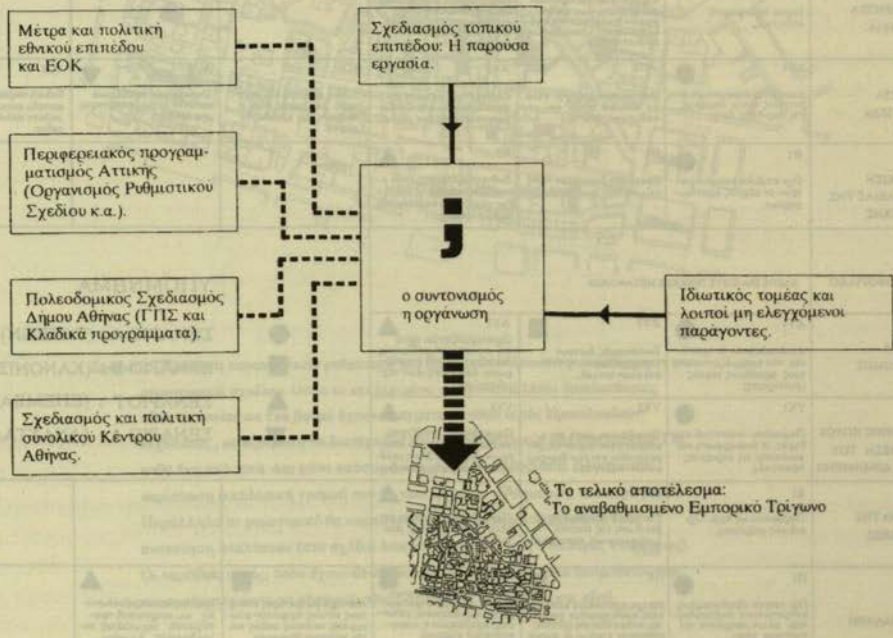 Μέτρα και πολιτική
εθνικού επιπέδου
και ΕΟΚ
Σχεδιασμός τοπικού
επιπέδου: Η παρούσα
εργασία.
Περιφερειακός προγραμ-
ματισμός Αττικής
(Οργανισμός Ρυθμιστικού
Σχεδίου κ.α.).
;
ο συντονισμός
η οργάνωση
Πολεοδομικος Σχεδιασμός
Δήμου Αθήνας (ΓΠΣ και
Κλαδικά προγράμματα).
Ιδιωτικός τομέας και
λοιποί μη ελεγχόμενοι
παράγοντες.
Σχεδιασμός και πολιτική
συνολικού Κέντρου
Αθήνας.
Το τελικό αποτέλεσμα:
Το αναβαθμισμένο Εμπορικό Τρίγωνο